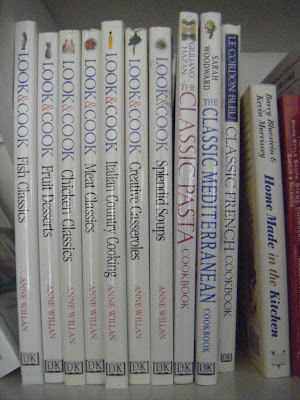 LOOK & COOK Fish Classics ANNE WILLAN DK
LOOK & COOK Fruit Desserts ANNE WILLAN DK
LOOK & COOK Chicken Classics ANNE WILLAN DK
LOOK & COOK Meat Classics ANNE WILLAN DK
LOOK & COOK Italian Country Cooking ANNE WILLAN DK
LOOK & COOK Creative Casseroles ANNE WILLAN DK
LOOK & COOK Splendid Soups ANNE WILLAN DK
GIULIANO HAZAN
THE CLASSIC PASTA COOKBOOK DK
SARAH WOODWARD
THE CLASSIC MEDITERRANEAN COOKBOOK DK
LE CORDON BLEU CLASSIC FRENCH COOKBOOK DK
Barry Bluestein &
Kevin Morrissey
Home Made in the Kitchen